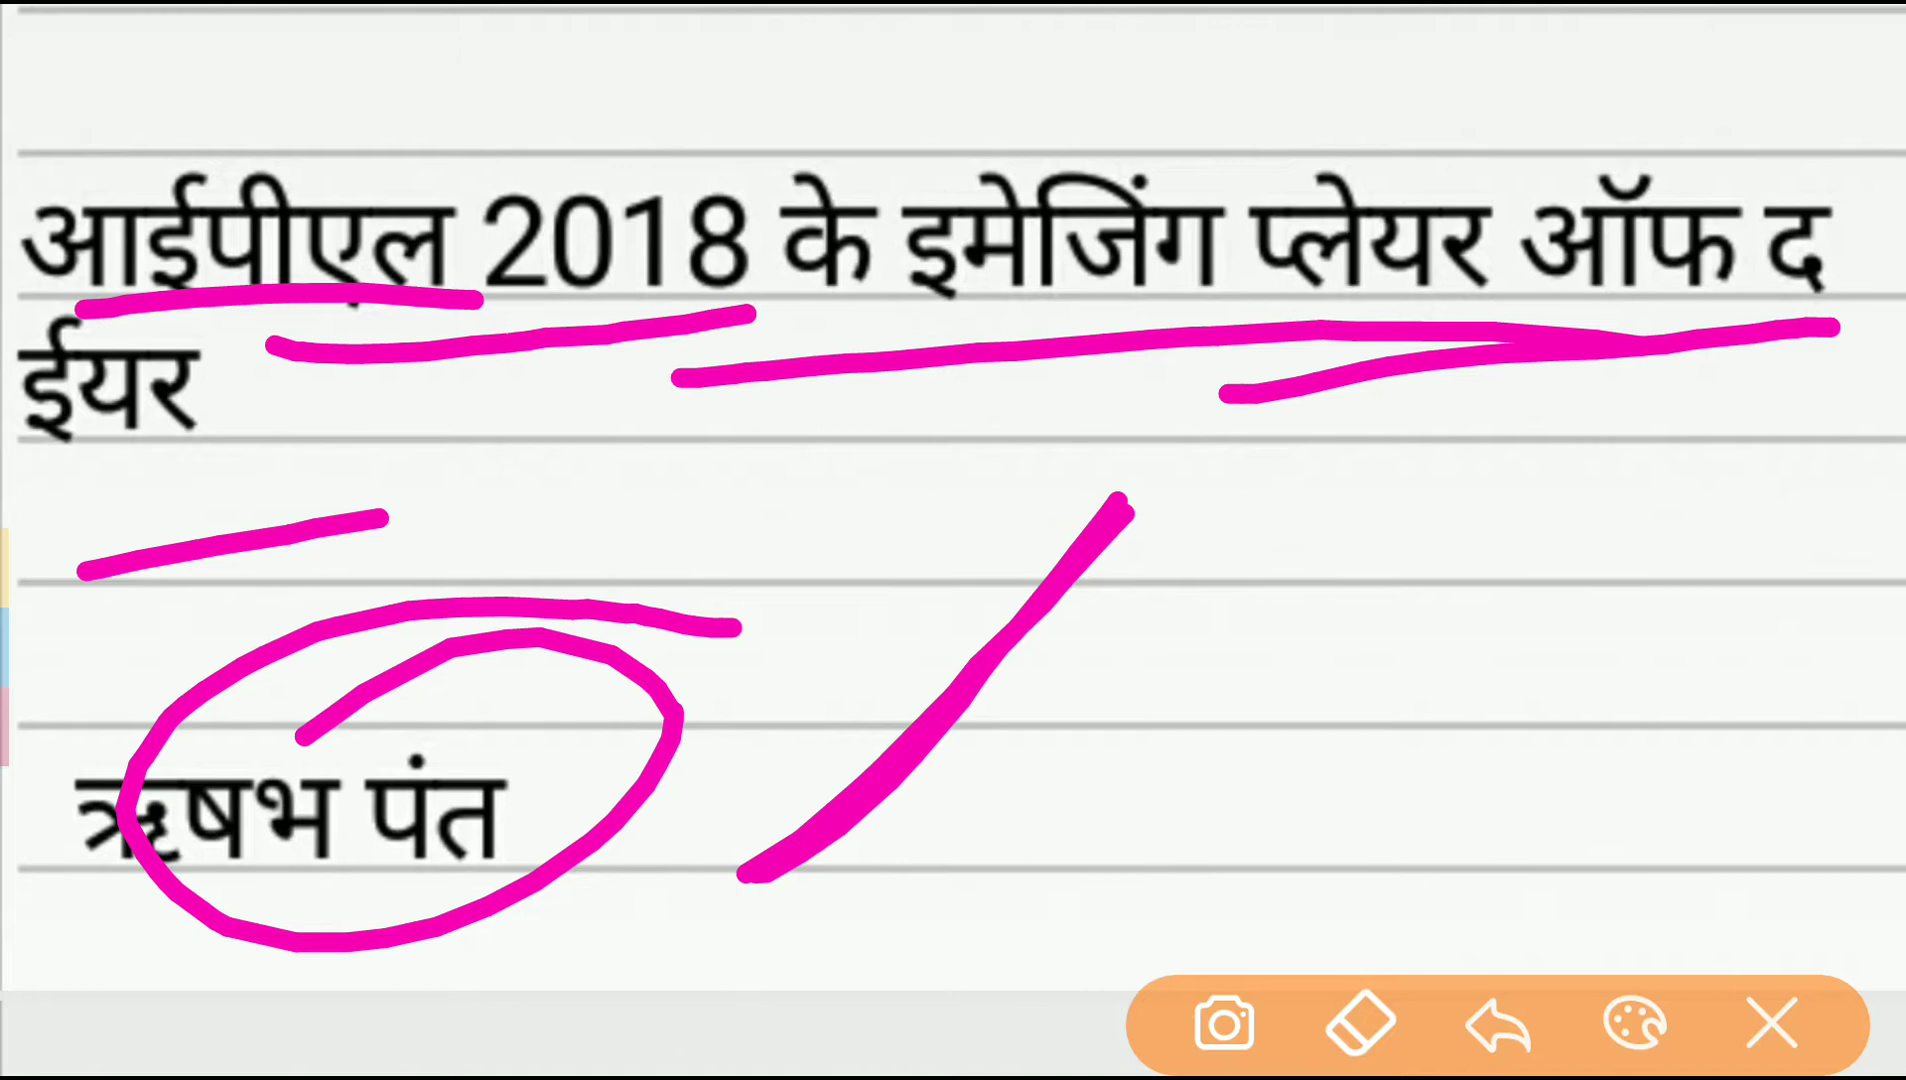 आईपीएल 2018 के इमेजिंग प्लेयर ऑफ द
ईयर
ऋषभ पंत